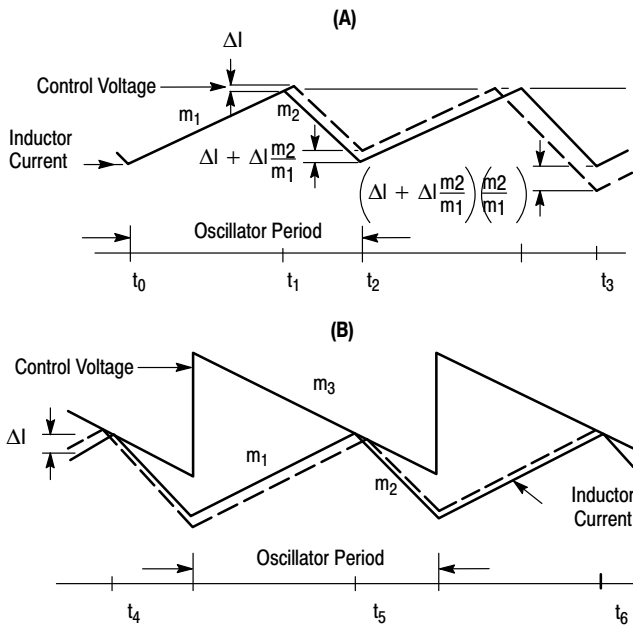 (A)
ΔI
Control Voltage
m1
m2
Inductor
Current
ΔI + ΔI m2/m1
(ΔI + ΔI m2/m1)(m2/m1)
Oscillator Period
t0
t1
t2
t3
(B)
Control Voltage
m3
ΔI
m1
m2
Inductor
Current
Oscillator Period
t4
t5
t6